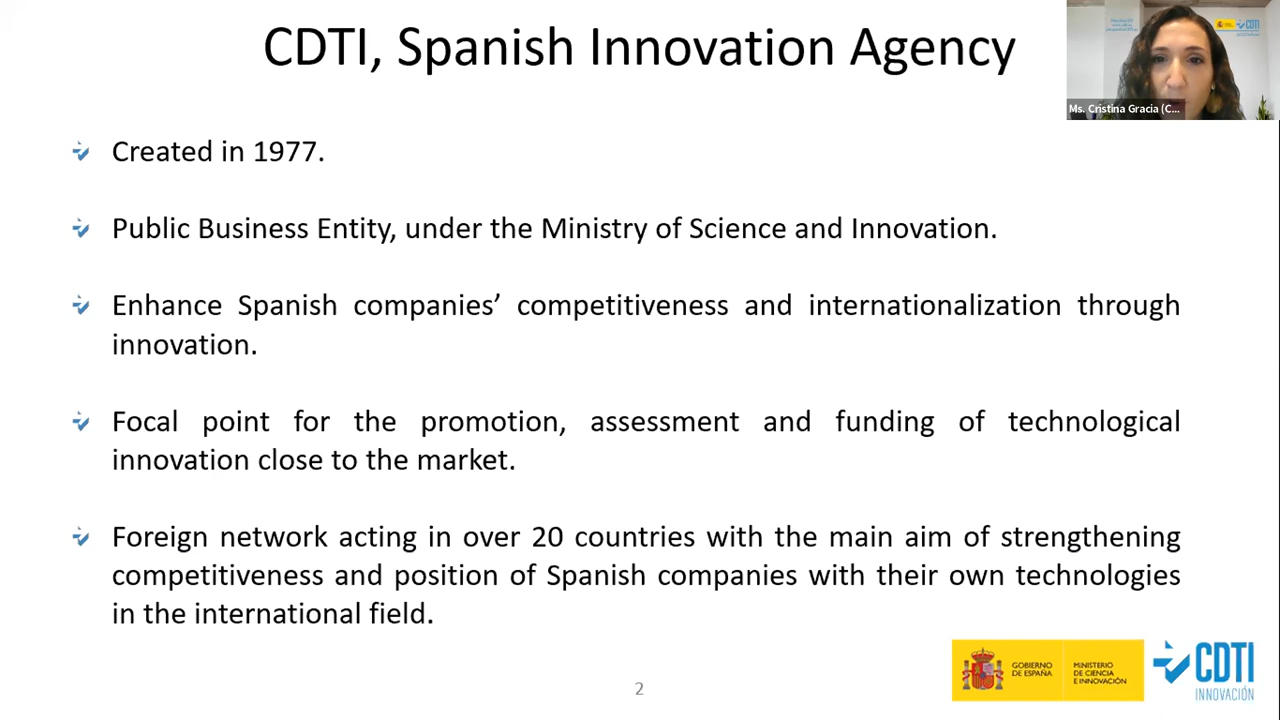 CDTI, Spanish Innovation Agency
Ms. Cristina Gracia (C...
Created in 1977.
Public Business Entity, under the Ministry of Science and Innovation.
Enhance Spanish companies’ competitiveness and internationalization through
innovation.
Focal point for the promotion, assessment and funding of technological
innovation close to the market.
Foreign network acting in over 20 countries with the main aim of strengthening
competitiveness and position of Spanish companies with their own technologies
in the international field.
GOBIERNO
DE ESPAÑA
MINISTERIO
DE CIENCIA
E INNOVACIÓN
CDTI
INNOVACIÓN
2